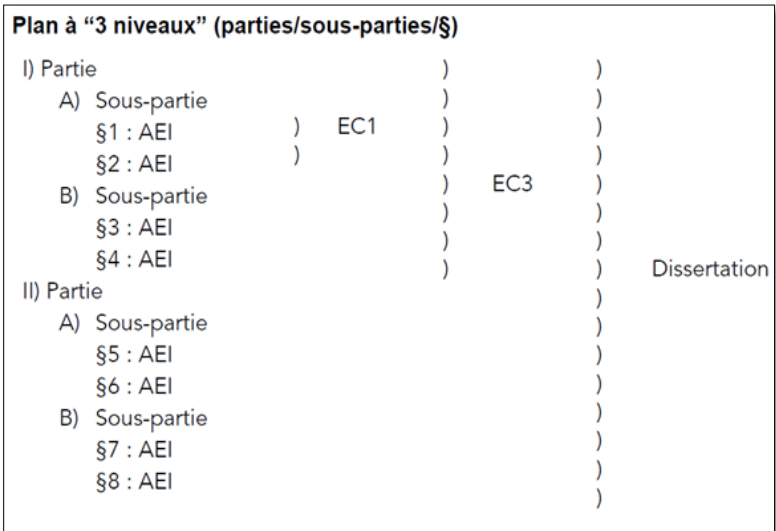 Plan à “3 niveaux” (parties/sous-parties/§)
I) Partie ) )
A) Sous-partie ) )
§1 : AEI ) EC1 ) )
§2 : AEI ) ) )
B) Sous-partie ) EC3 )
§3 : AEI ) )
§4 : AEI ) ) Dissertation
II) Partie )
A) Sous-partie )
§5 : AEI )
§6 : AEI )
B) Sous-partie )
§7 : AEI )
§8 : AEI )
)